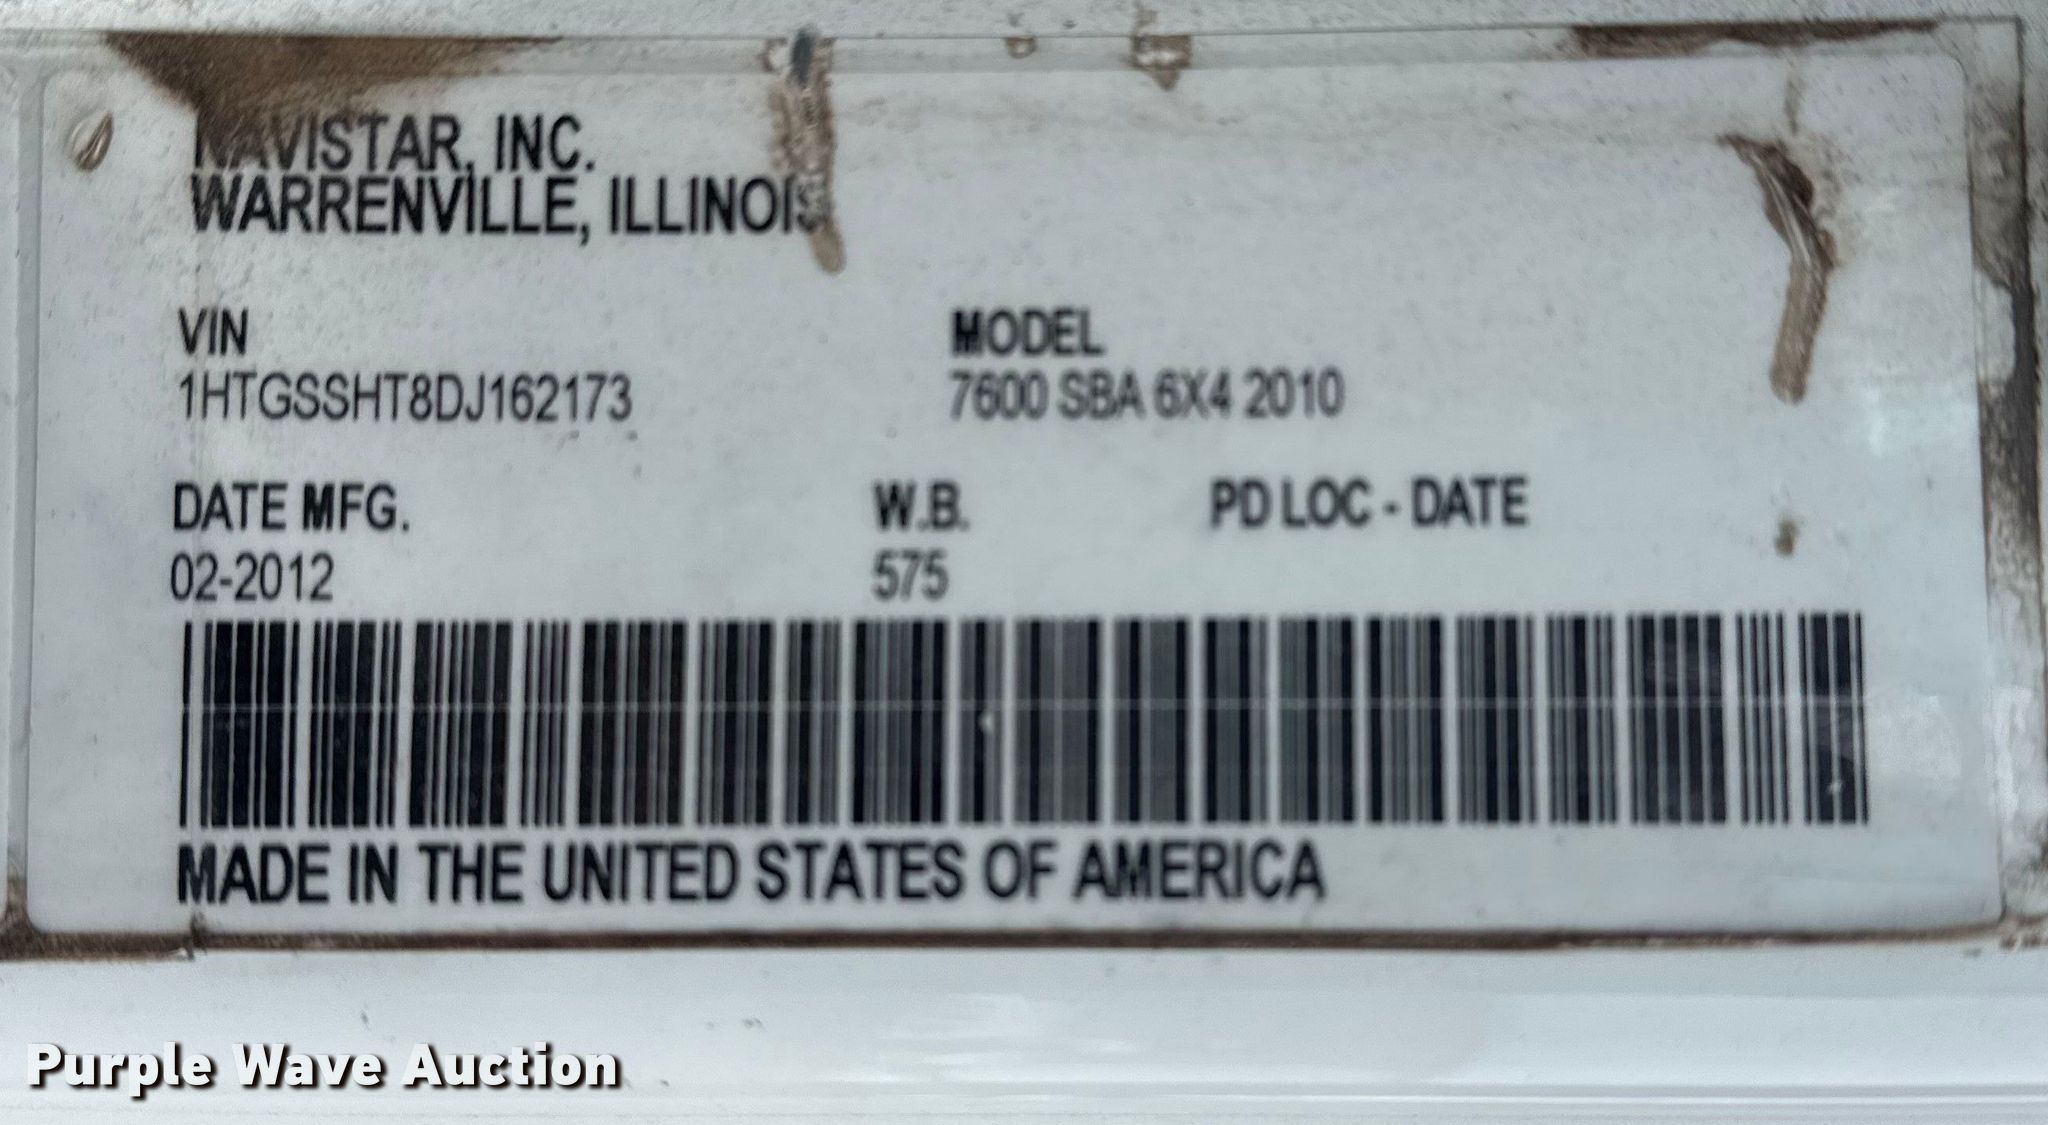 NAVISTAR, INC.
WARRENVILLE, ILLINOIS
VIN MODEL
1HTGSSHT8DJ162173 7600 SBA 6X4 2010
DATE MFG. W.B. PD LOC - DATE
02-2012 575
MADE IN THE UNITED STATES OF AMERICA
Purple Wave Auction